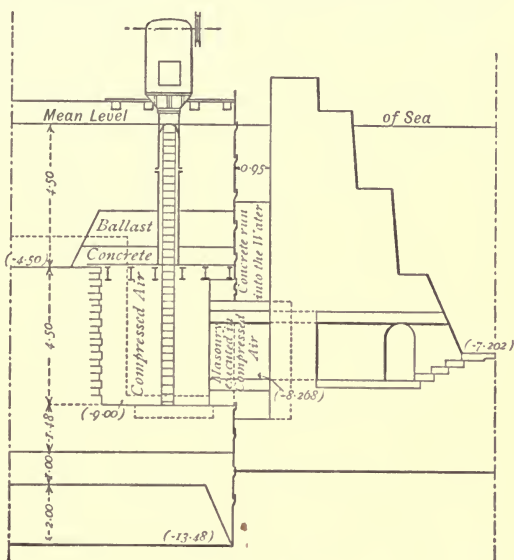 Mean Level
of Sea
0.95
4.50
Ballast
Concrete
(-4.50)
Concrete run
into the Water
Compressed Air
4.50
Masonry
executed in
Compressed
Air
(-7.202)
(-8.268)
(-9.00)
1.48
1.00
2.00
(-13.48)